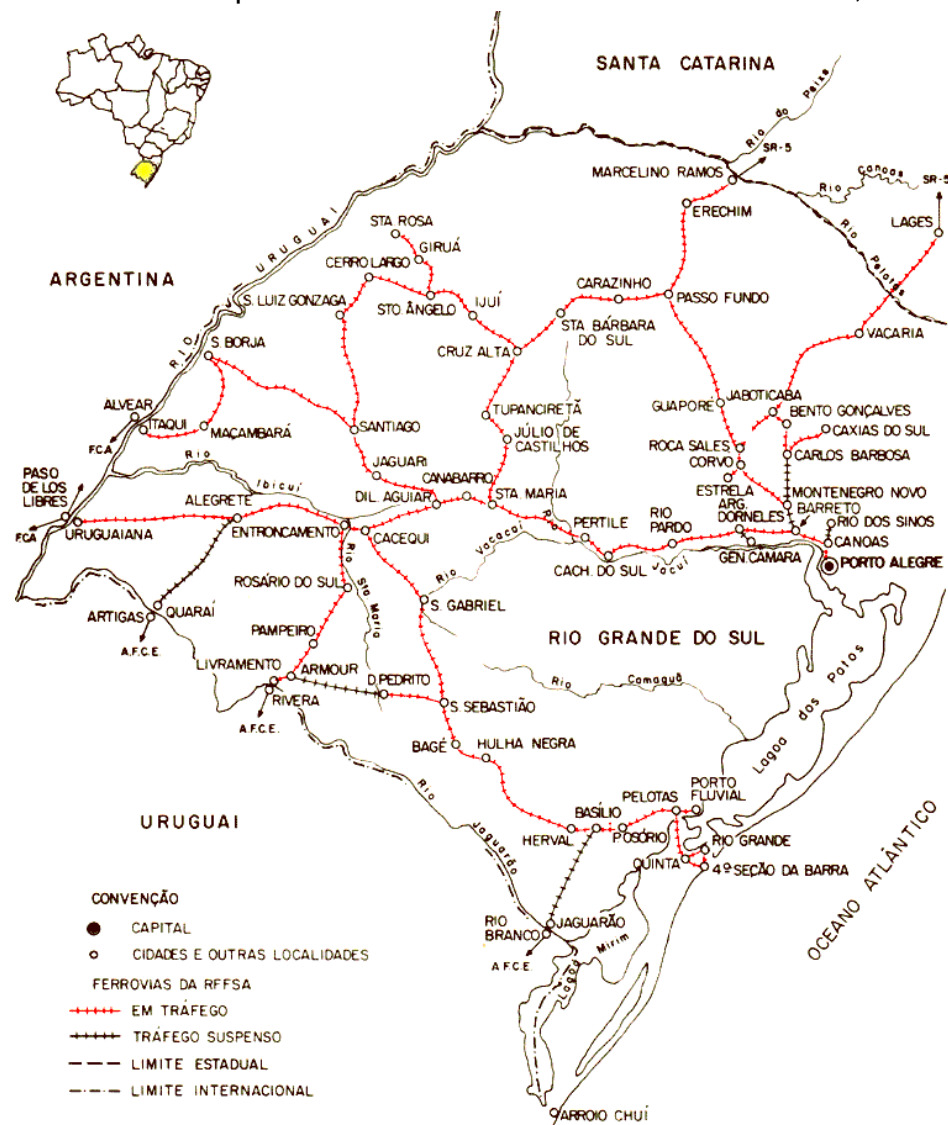 SANTA CATARINA
Rio do Peixe
SR-5
MARCELINO RAMOS
Rio Canoas
SR-5
ERECHIM
LAGES
Rio Pelotas
STA ROSA
GIRUÁ
CERRO LARGO
URUGUAI
RIO
ARGENTINA
S. LUIZ GONZAGA
STO. ÂNGELO
IJUÍ
CARAZINHO
PASSO FUNDO
STA BÁRBARA
DO SUL
CRUZ ALTA
VACARIA
S. BORJA
ALVEAR
ITAQUI
F.C.A
MAÇAMBARÁ
SANTIAGO
TUPANCIRETÃ
JÚLIO DE
CASTILHOS
GUAPORÉ
JABOTICABA
BENTO GONÇALVES
CAXIAS DO SUL
ROCA SALES
CORVO
CARLOS BARBOSA
PASO
DE LOS
LIBRES
FCA
URUGUAIANA
Rio Ibicuí
JAGUARI
CANABARRO
DIL. AGUIAR
STA. MARIA
ESTRELA
ARG.
DORNELES
MONTENEGRO NOVO
BARRETO
RIO DOS SINOS
CANOAS
PORTO ALEGRE
ALEGRETE
ENTRONCAMENTO
CACEQUI
PERTILE
RIO
PARDO
GEN. CÂMARA
CACH. DO SUL
Jacuí
Rio Vacacaí
Rio Sta Maria
ROSÁRIO DO SUL
S. GABRIEL
ARTIGAS
QUARAÍ
A.F.C.E.
PAMPEIRO
RIO GRANDE DO SUL
LIVRAMENTO
ARMOUR
RIVERA
A.F.C.E.
D. PEDRITO
Rio Camaquã
S. SEBASTIÃO
Lagoa dos Patos
BAGÉ
HULHA NEGRA
Rio Jaguarão
URUGUAI
PELOTAS
PORTO
FLUVIAL
BASÍLIO
HERVAL
P. OSÓRIO
RIO GRANDE
QUINTA
4º SEÇÃO DA BARRA
OCEANO ATLÂNTICO
RIO
BRANCO
JAGUARÃO
A.F.C.E.
Lagoa Mirim
ARROIO CHUÍ
CONVENÇÃO
CAPITAL
CIDADES E OUTRAS LOCALIDADES
FERROVIAS DA RFFSA
EM TRÁFEGO
TRÁFEGO SUSPENSO
LIMITE ESTADUAL
LIMITE INTERNACIONAL